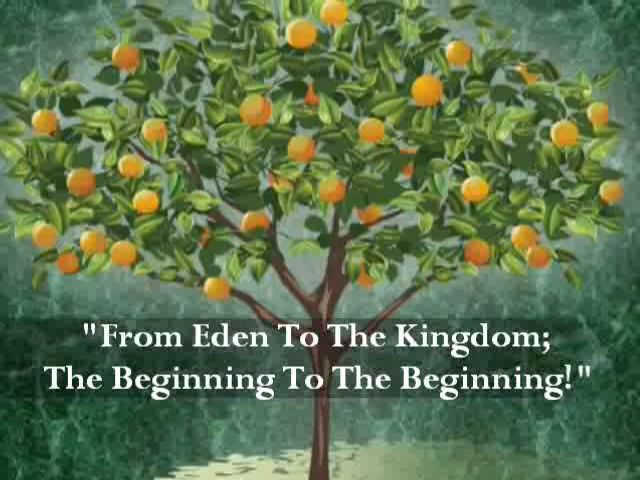 "From Eden To The Kingdom;
The Beginning To The Beginning!"